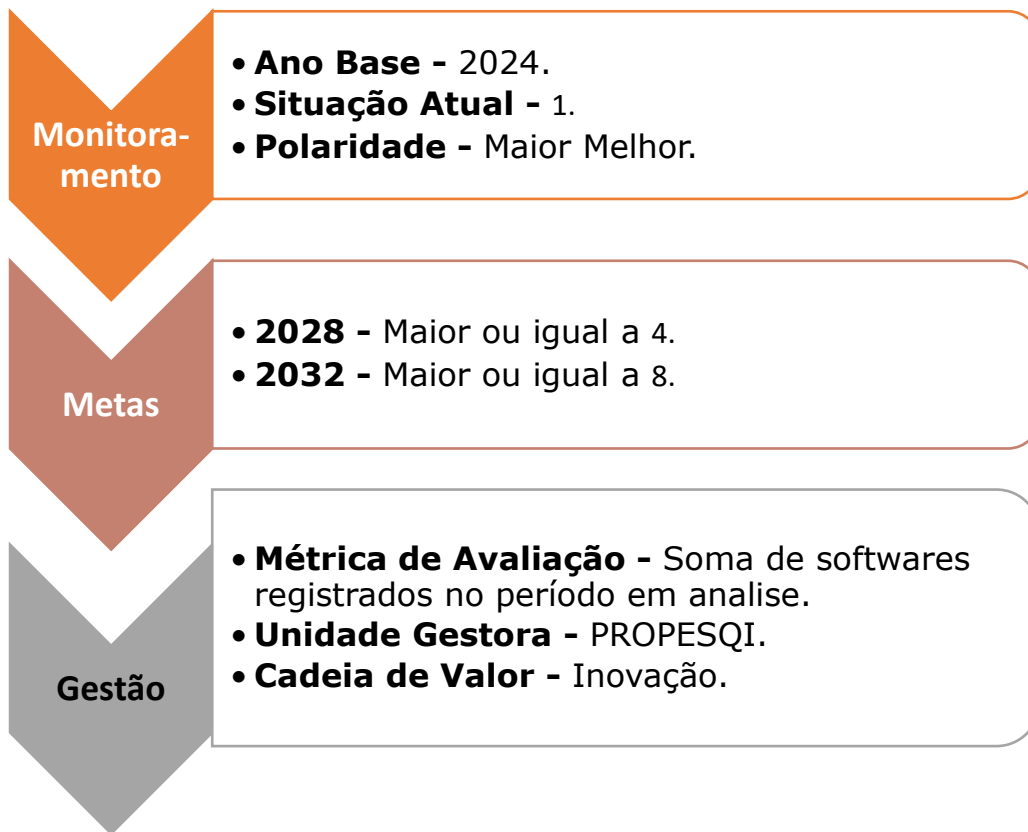 Monitora-
mento
• Ano Base - 2024.
• Situação Atual - 1.
• Polaridade - Maior Melhor.
Metas
• 2028 - Maior ou igual a 4.
• 2032 - Maior ou igual a 8.
Gestão
• Métrica de Avaliação - Soma de softwares
registrados no período em analise.
• Unidade Gestora - PROPESQI.
• Cadeia de Valor - Inovação.